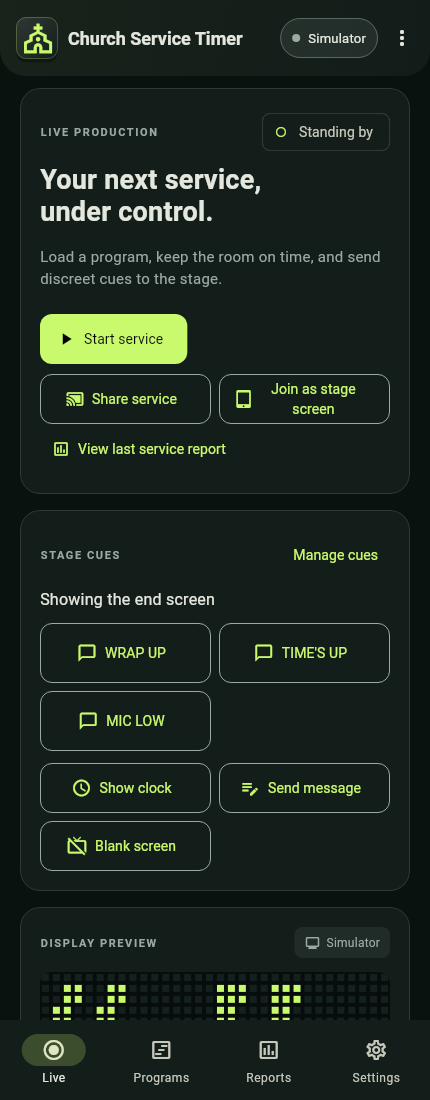 Church Service Timer
Simulator
LIVE PRODUCTION
Standing by
Your next service,
under control.
Load a program, keep the room on time, and send
discreet cues to the stage.
Start service
Share service
Join as stage
screen
View last service report
STAGE CUES
Manage cues
Showing the end screen
WRAP UP
TIME'S UP
MIC LOW
Show clock
Send message
Blank screen
DISPLAY PREVIEW
Simulator
Live
Programs
Reports
Settings